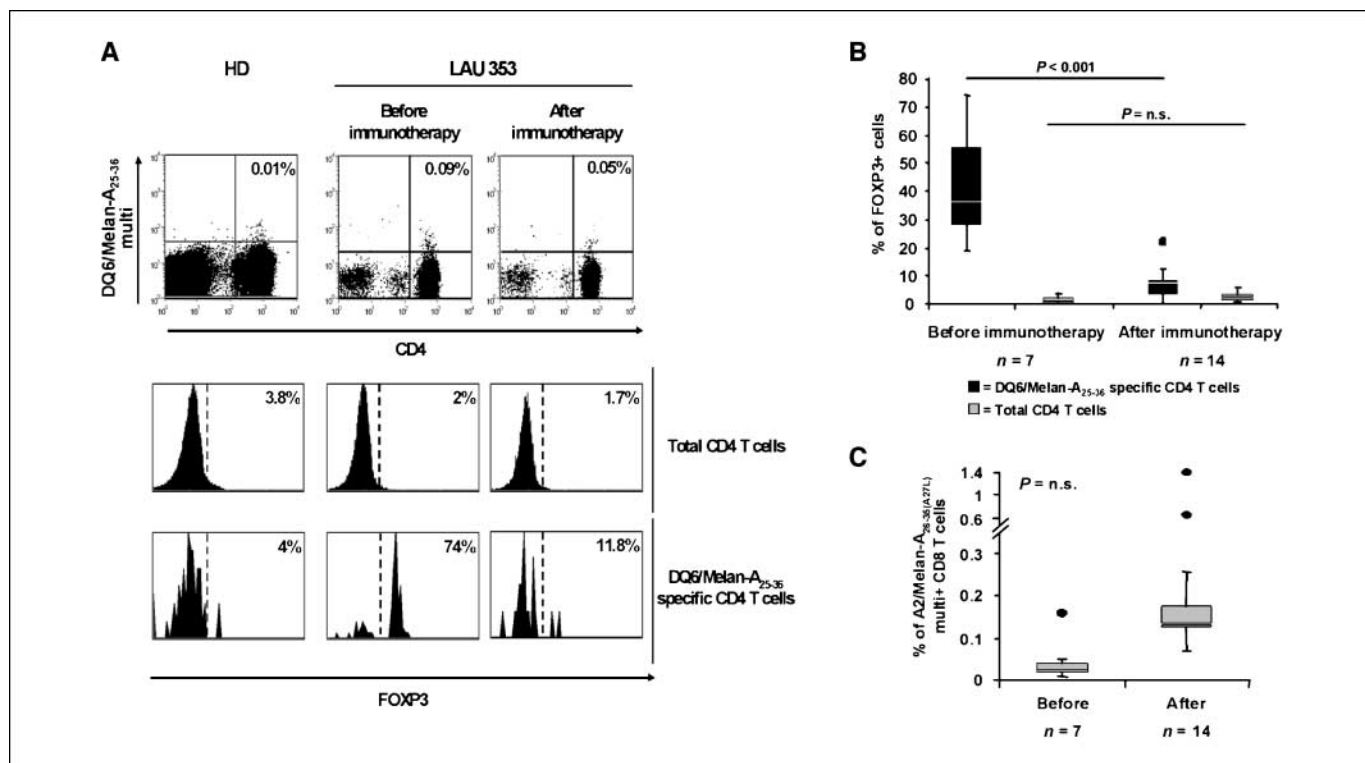 A
HD
LAU 353
Before immunotherapy
After immunotherapy
DQ6/Melan-A25-36 multi
0.01%
0.09%
0.05%
CD4
3.8%
2%
1.7%
Total CD4 T cells
4%
74%
11.8%
DQ6/Melan-A25-36
specific CD4 T cells
FOXP3
B
P < 0.001
P = n.s.
% of FOXP3+ cells
80
70
60
50
40
30
20
10
0
Before immunotherapy
After immunotherapy
n = 7
n = 14
= DQ6/Melan-A25-36 specific CD4 T cells
= Total CD4 T cells
C
P = n.s.
% of A2/Melan-A26-35(A27L)
multi+ CD8 T cells
1.4
1
0.6
0.3
0.2
0.1
0
Before
After
n = 7
n = 14